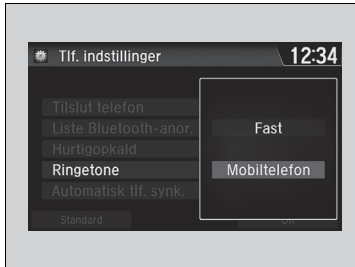 Tlf. indstillinger
12:34
Tilslut telefon
Liste Bluetooth-anor.
Hurtigopkald
Ringetone
Automatisk tlf. synk.
Fast
Mobiltelefon
Standard
OK